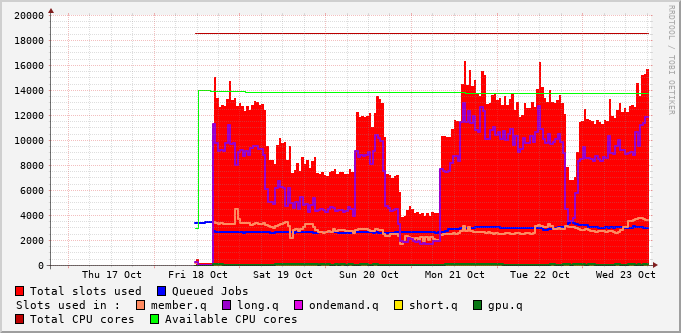 RRDTOOL / TOBI OETIKER
20000
18000
16000
14000
12000
10000
8000
6000
4000
2000
0
Thu 17 Oct Fri 18 Oct Sat 19 Oct Sun 20 Oct Mon 21 Oct Tue 22 Oct Wed 23 Oct
Total slots used Queued Jobs
Slots used in : member.q long.q ondemand.q short.q gpu.q
Total CPU cores Available CPU cores